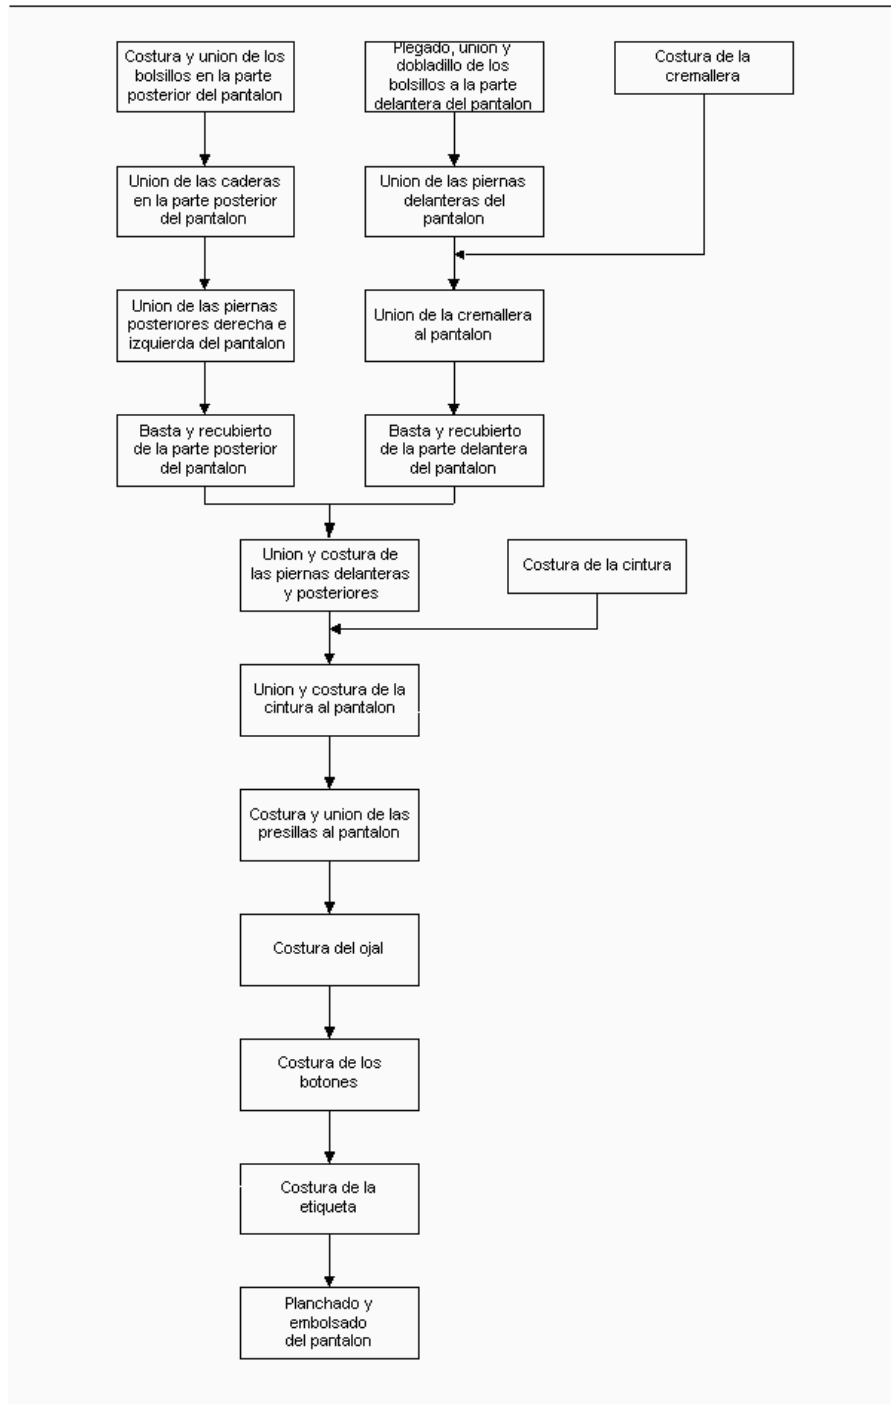 Costura y union de los
bolsillos en la parte
posterior del pantalon
Plegado, union y
dobladillo de los
bolsillos a la parte
delantera del pantalon
Costura de la
cremallera
Union de las caderas
en la parte posterior
del pantalon
Union de las piernas
delanteras del
pantalon
Union de las piernas
posteriores derecha e
izquierda del pantalon
Union de la cremallera
al pantalon
Basta y recubierto
de la parte posterior
del pantalon
Basta y recubierto
de la parte delantera
del pantalon
Union y costura de
las piernas delanteras
y posteriores
Costura de la cintura
Union y costura de la
cintura al pantalon
Costura y union de las
presillas al pantalon
Costura del ojal
Costura de los
botones
Costura de la
etiqueta
Planchado y
embolsado
del pantalon